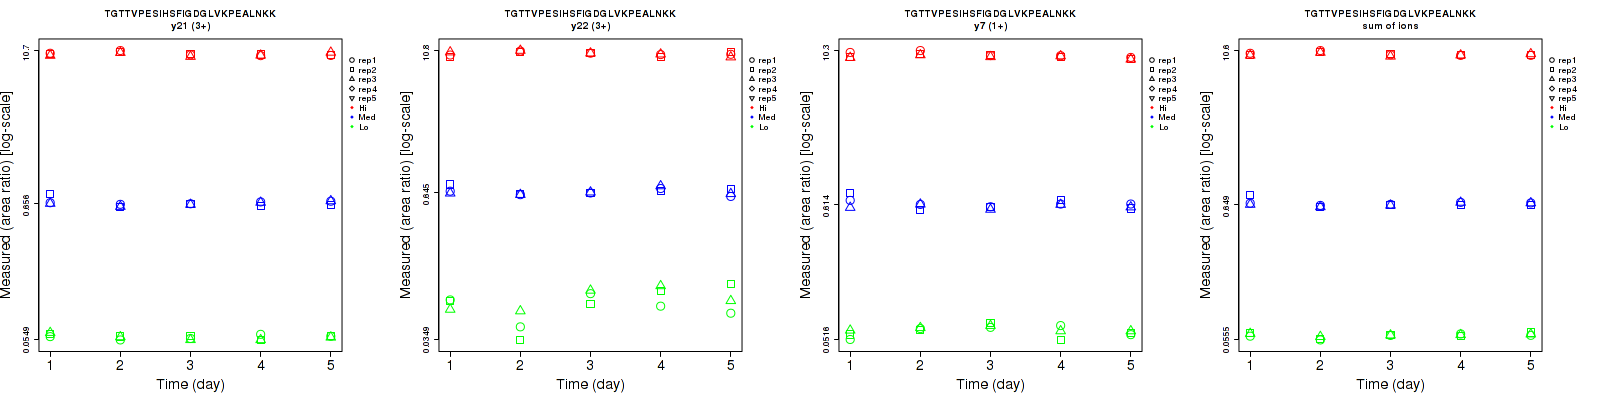 TGTTVPESIHSFIGDGLVKPEALNKK
y21 (3+)
Measured (area ratio) [log-scale]
10.7
0.656
0.0549
1 2 3 4 5
Time (day)
rep1
rep2
rep3
rep4
rep5
Hi
Med
Lo
TGTTVPESIHSFIGDGLVKPEALNKK
y22 (3+)
Measured (area ratio) [log-scale]
10.8
0.645
0.0349
1 2 3 4 5
Time (day)
rep1
rep2
rep3
rep4
rep5
Hi
Med
Lo
TGTTVPESIHSFIGDGLVKPEALNKK
y7 (1+)
Measured (area ratio) [log-scale]
10.3
0.614
0.0516
1 2 3 4 5
Time (day)
rep1
rep2
rep3
rep4
rep5
Hi
Med
Lo
TGTTVPESIHSFIGDGLVKPEALNKK
sum of ions
Measured (area ratio) [log-scale]
10.6
0.649
0.0555
1 2 3 4 5
Time (day)
rep1
rep2
rep3
rep4
rep5
Hi
Med
Lo